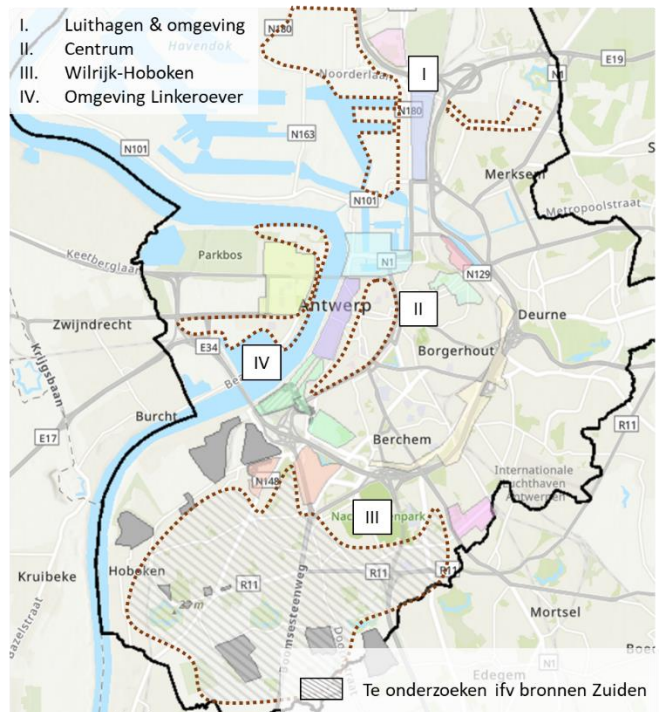 I. Luithagen & omgeving
II. Centrum
III. Wilrijk-Hoboken
IV. Omgeving Linkeroever
N180
Havendok
Noorderlaan
I
E19
N1
N180
N163
N101
Merksem
N101
Metropoolstraat
Keetberglaan
Parkbos
N1
N129
Antwerp
II
Deurne
Zwijndrecht
E34
IV
Borgerhout
Krijgsbaan
Burcht
R11
E17
Berchem
Internationale
Luchthaven
Antwerpen
N148
III
Kruibeke
Hoboken
R11
R11
R11
Boomsesteenweg
Mortsel
N1
Edegem
Te onderzoeken ifv bronnen Zuiden